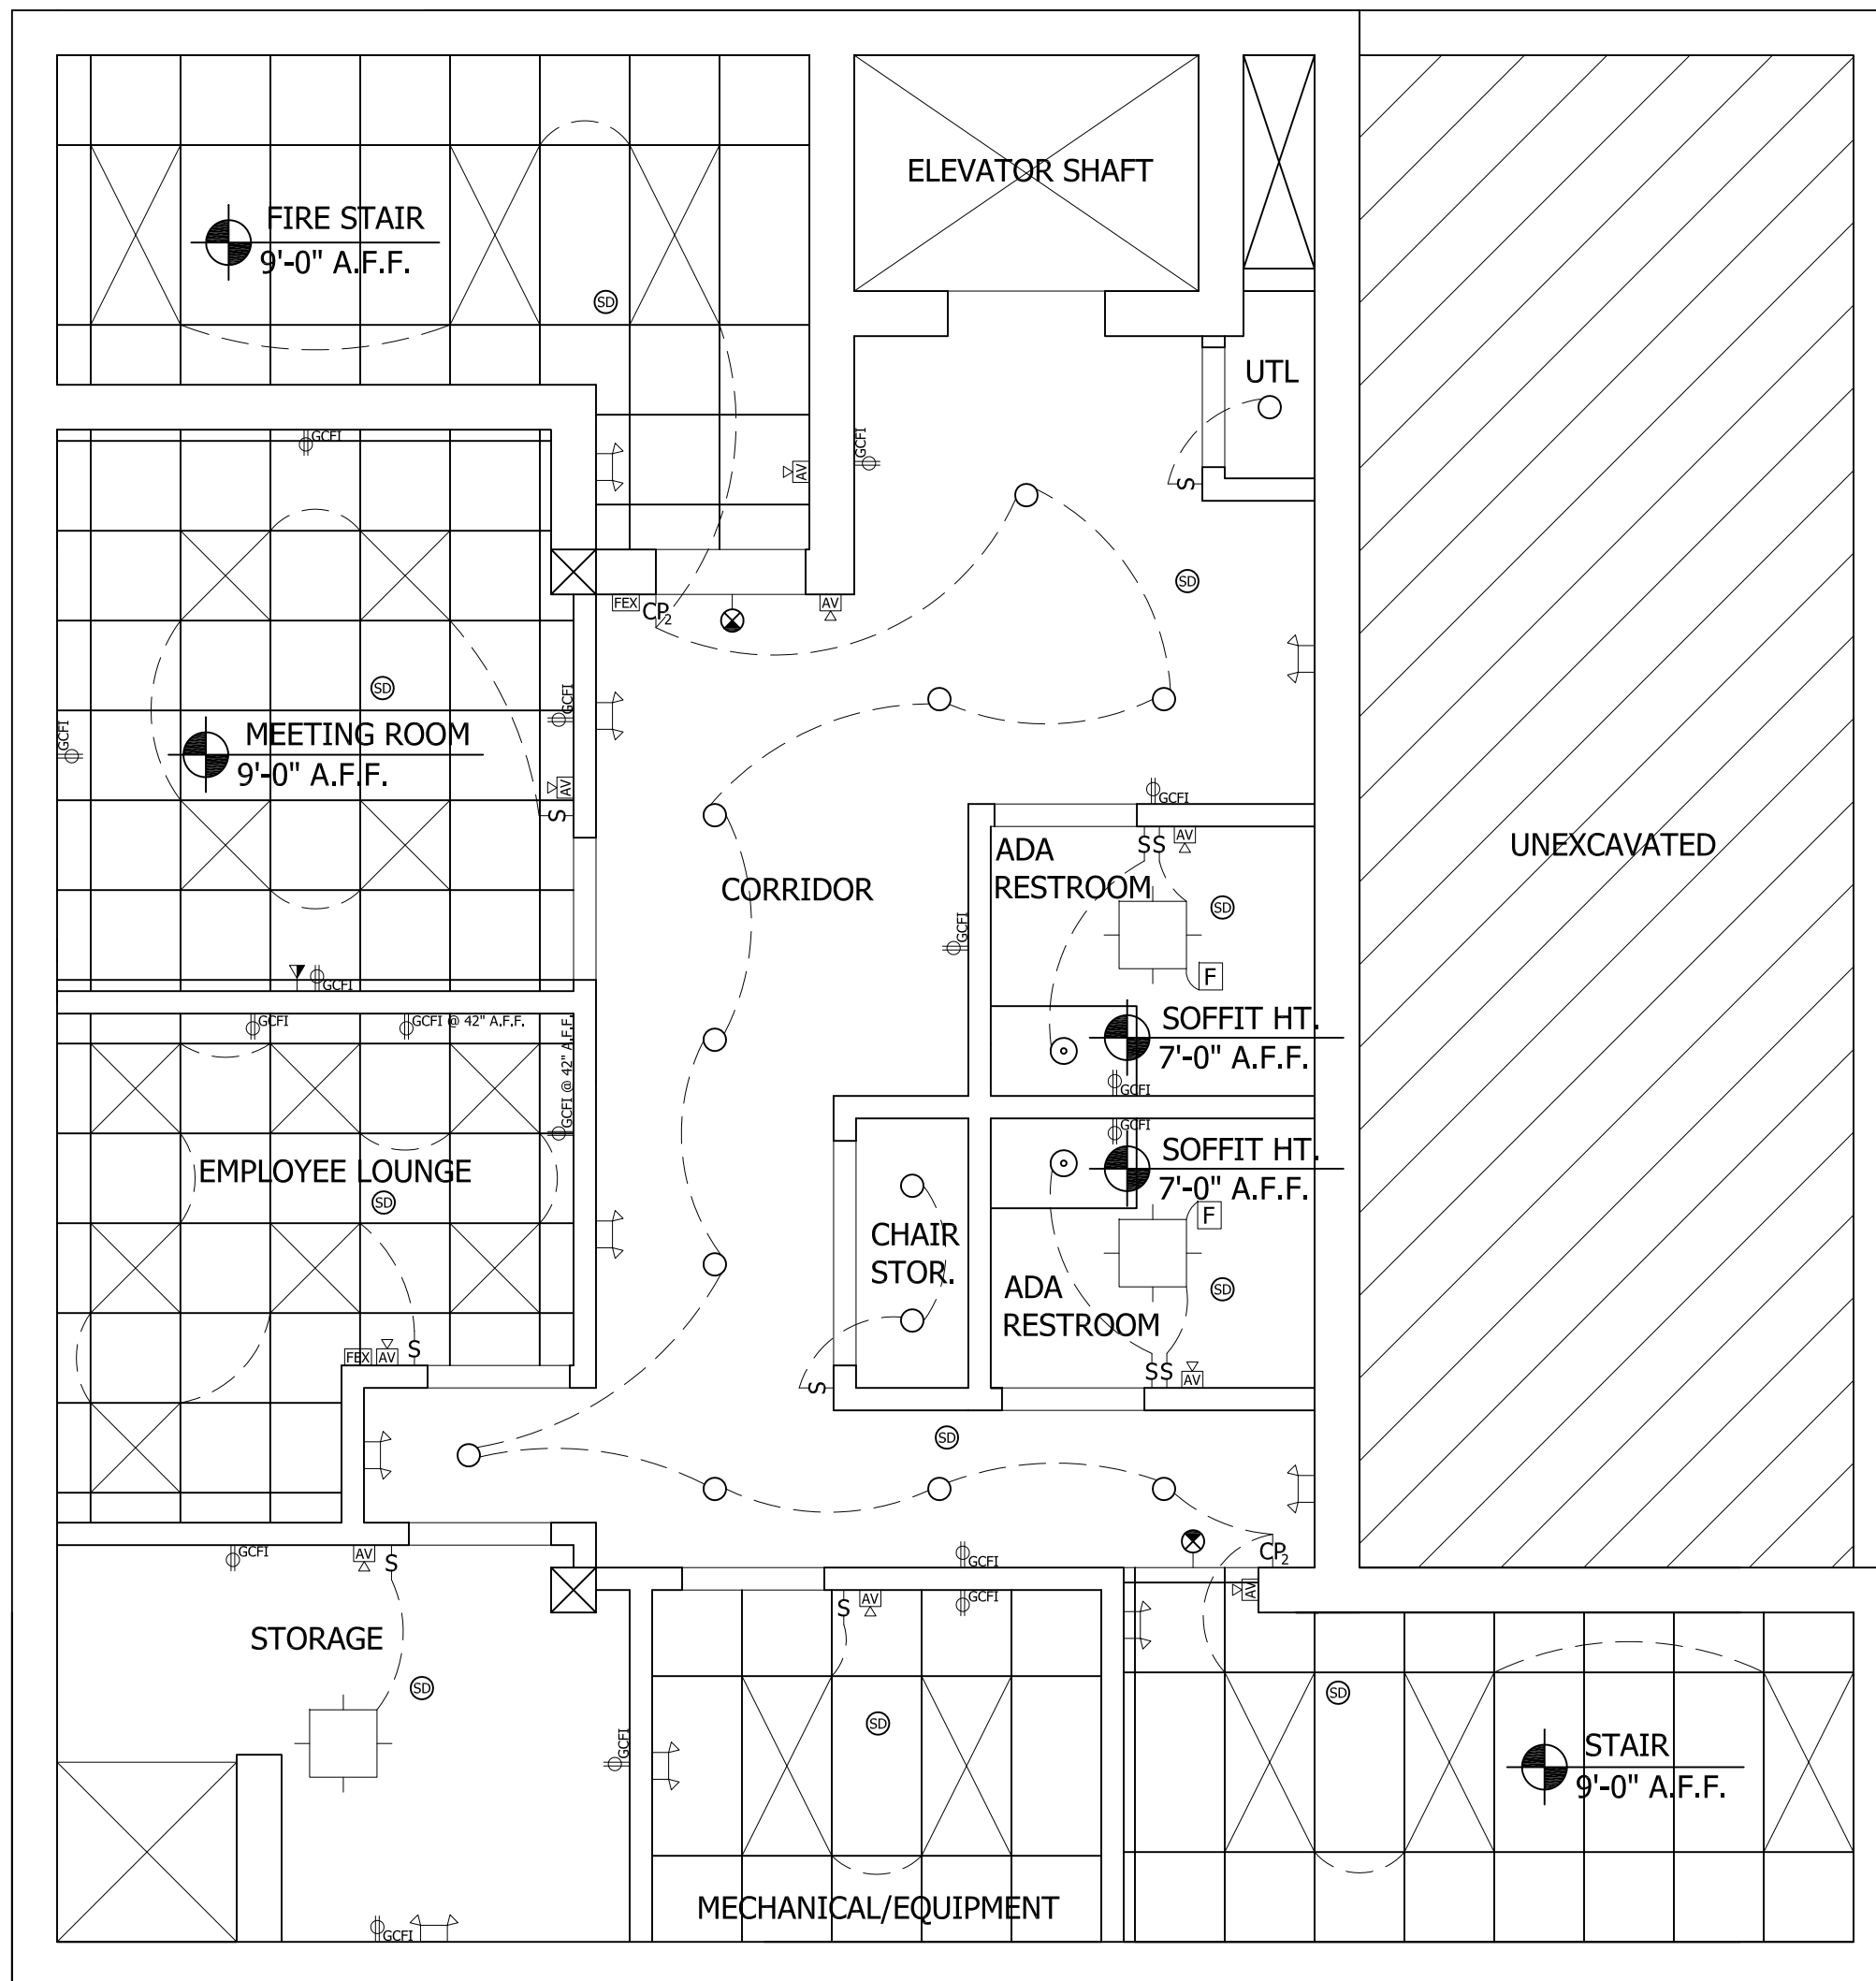 ELEVATOR SHAFT
FIRE STAIR
9'-0" A.F.F.
SD
UTL
GCFI
GCFI
AV
S
SD
FEX
CP2
AV
SD
GCFI
GCFI
MEETING ROOM
9'-0" A.F.F.
AV
S
GCFI
UNEXCAVATED
SS
AV
ADA
RESTROOM
CORRIDOR
SD
GCFI
F
GCFI
SOFFIT HT.
7'-0" A.F.F.
GCFI
GCFI @ 42" A.F.F.
GCFI @ 42" A.F.F.
GCFI
GCFI
SOFFIT HT.
7'-0" A.F.F.
EMPLOYEE LOUNGE
SD
F
CHAIR
STOR.
ADA
RESTROOM
SD
FEX
AV
S
SS
AV
S
SD
GCFI
AV
S
GCFI
CP2
GCFI
S
AV
AV
STORAGE
SD
SD
SD
GCFI
STAIR
9'-0" A.F.F.
MECHANICAL/EQUIPMENT
GCFI